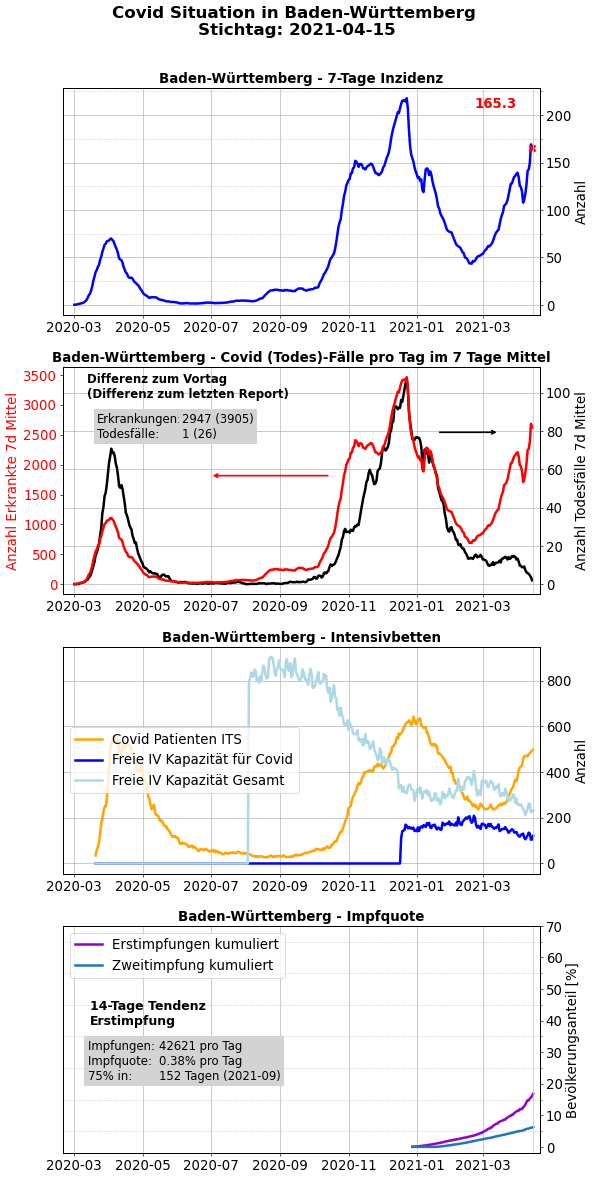 Covid Situation in Baden-Württemberg
Stichtag: 2021-04-15
Baden-Württemberg - 7-Tage Inzidenz
165.3
200
150
100
50
0
Anzahl
2020-03 2020-05 2020-07 2020-09 2020-11 2021-01 2021-03
Baden-Württemberg - Covid (Todes)-Fälle pro Tag im 7 Tage Mittel
Differenz zum Vortag
(Differenz zum letzten Report)
Erkrankungen: 2947 (3905)
Todesfälle: 1 (26)
3500
3000
2500
2000
1500
1000
500
0
Anzahl Erkrankte 7d Mittel
100
80
60
40
20
0
Anzahl Todesfälle 7d Mittel
2020-03 2020-05 2020-07 2020-09 2020-11 2021-01 2021-03
Baden-Württemberg - Intensivbetten
Covid Patienten ITS
Freie IV Kapazität für Covid
Freie IV Kapazität Gesamt
800
600
400
200
0
Anzahl
2020-03 2020-05 2020-07 2020-09 2020-11 2021-01 2021-03
Baden-Württemberg - Impfquote
Erstimpfungen kumuliert
Zweitimpfung kumuliert
14-Tage Tendenz
Erstimpfung
Impfungen: 42621 pro Tag
Impfquote: 0.38% pro Tag
75% in: 152 Tagen (2021-09)
70
60
50
40
30
20
10
0
Bevölkerungsanteil [%]
2020-03 2020-05 2020-07 2020-09 2020-11 2021-01 2021-03